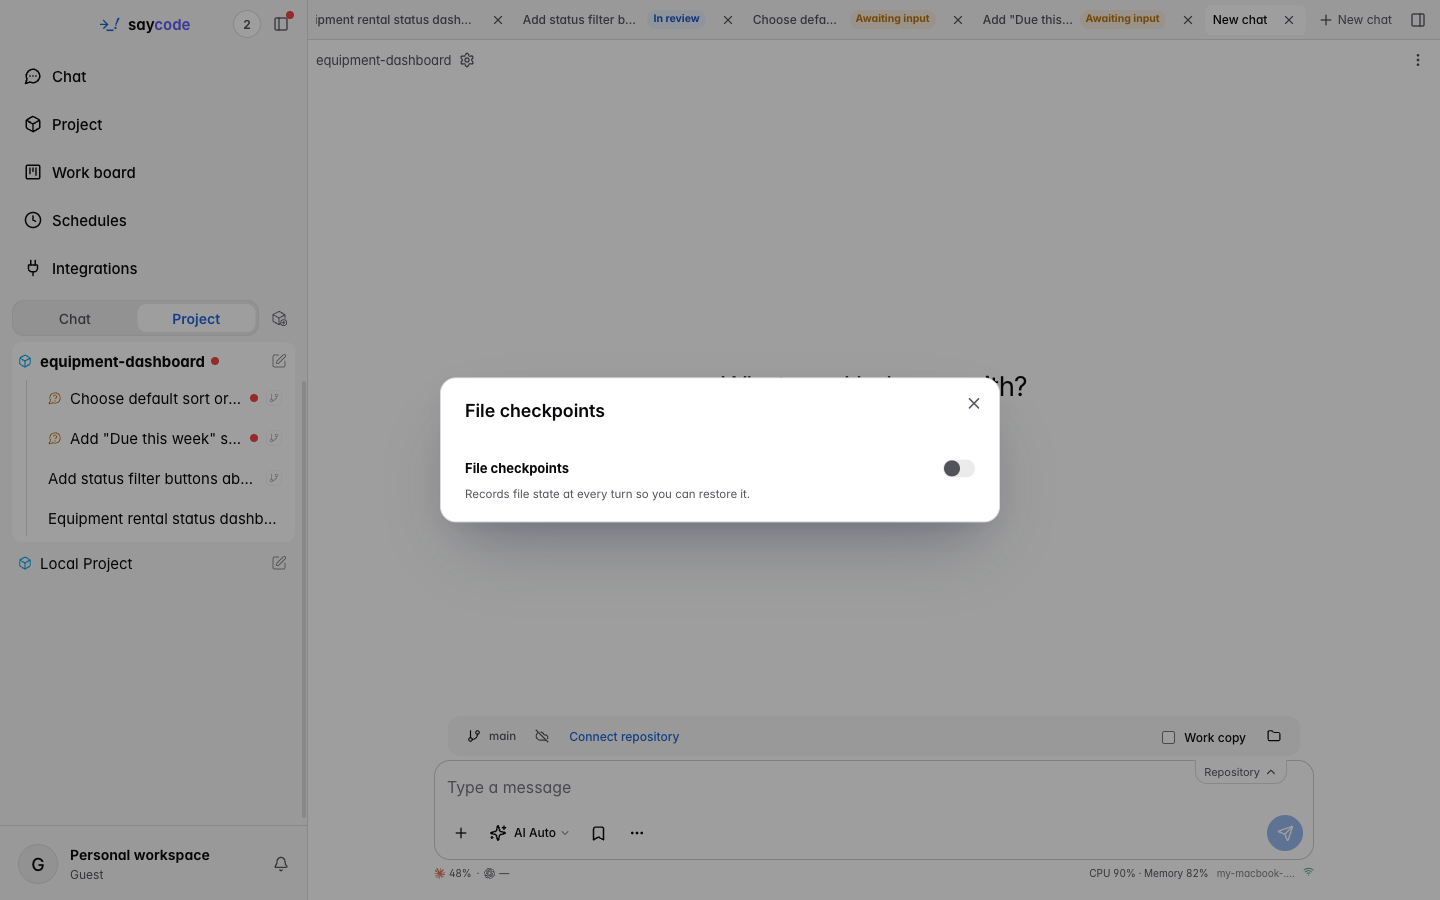 saycode
2
Chat
Project
Work board
Schedules
Integrations
Chat
Project
equipment-dashboard
Choose default sort or...
Add "Due this week" s...
Add status filter buttons ab...
Equipment rental status dashb...
Local Project
G
Personal workspace
Guest
ipment rental status dash...
Add status filter b...
In review
Choose defa...
Awaiting input
Add "Due this...
Awaiting input
New chat
New chat
equipment-dashboard
File checkpoints
File checkpoints
Records file state at every turn so you can restore it.
main
Connect repository
Work copy
Repository
Type a message
AI Auto
48% · —
CPU 90% · Memory 82%
my-macbook-....